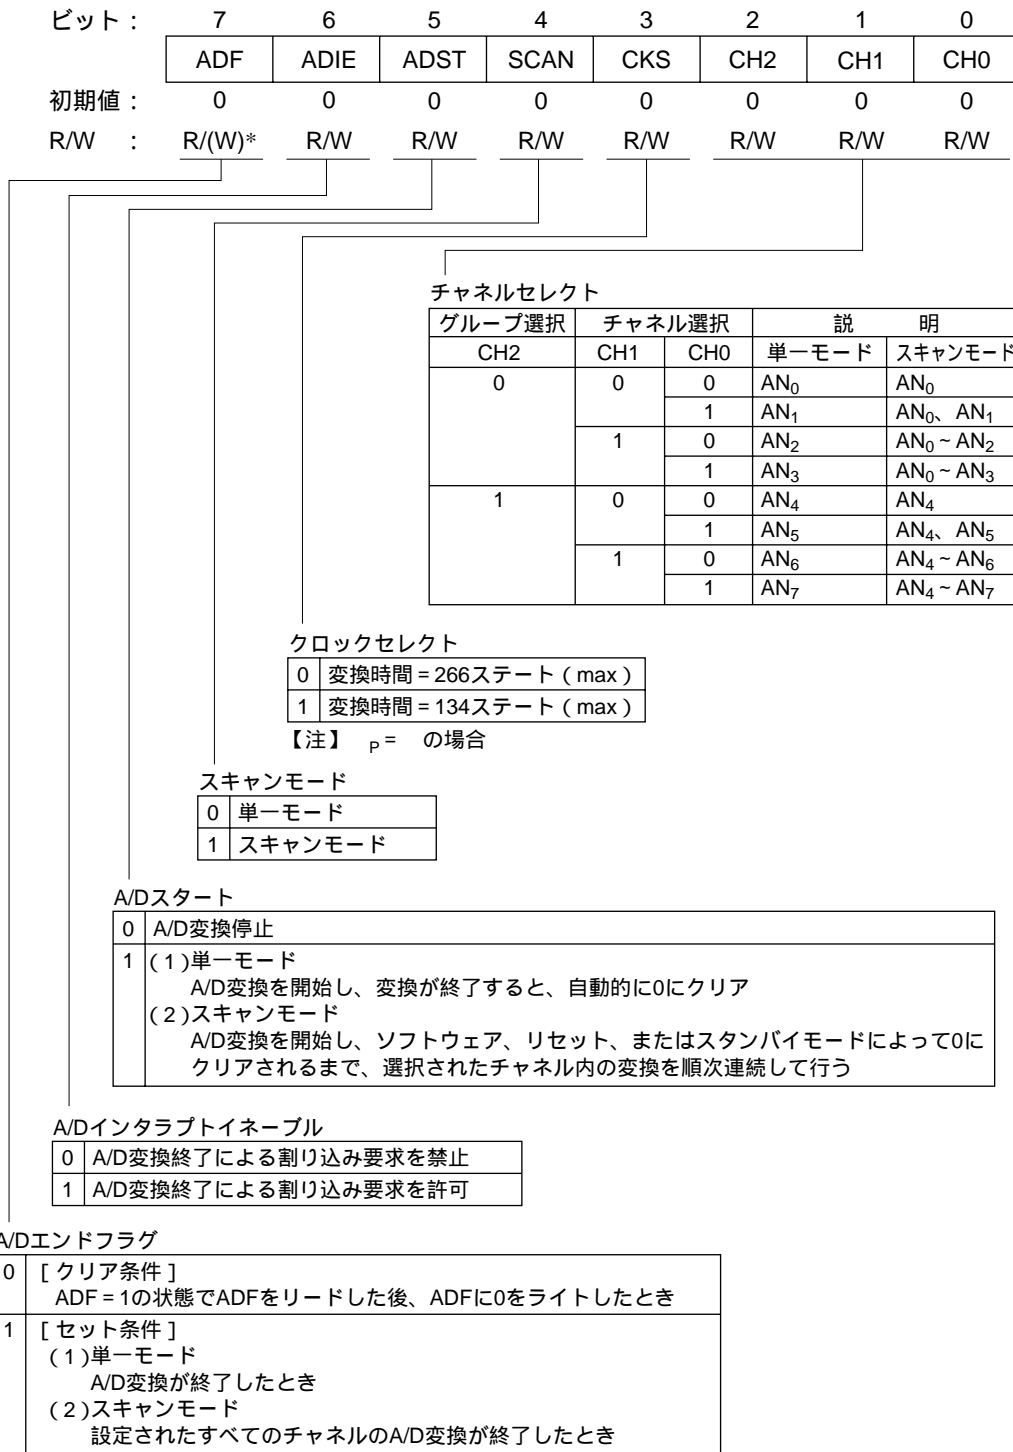 ビット： 7 6 5 4 3 2 1 0
ADF ADIE ADST SCAN CKS CH2 CH1 CH0
初期値： 0 0 0 0 0 0 0 0
R/W ： R/(W)* R/W R/W R/W R/W R/W R/W R/W
チャネルセレクト
グループ選択 チャネル選択 説 明
CH2 CH1 CH0 単一モード スキャンモード
0 0 0 AN0 AN0
1 AN1 AN0、AN1
1 0 AN2 AN0～AN2
1 AN3 AN0～AN3
1 0 0 AN4 AN4
1 AN5 AN4、AN5
1 0 AN6 AN4～AN6
1 AN7 AN4～AN7
クロックセレクト
0 変換時間＝266ステート（max）
1 変換時間＝134ステート（max）
【注】 P＝ の場合
スキャンモード
0 単一モード
1 スキャンモード
A/Dスタート
0 A/D変換停止
1 （1）単一モード
A/D変換を開始し、変換が終了すると、自動的に0にクリア
（2）スキャンモード
A/D変換を開始し、ソフトウェア、リセット、またはスタンバイモードによって0に
クリアされるまで、選択されたチャネル内の変換を順次連続して行う
A/Dインタラプトイネーブル
0 A/D変換終了による割り込み要求を禁止
1 A/D変換終了による割り込み要求を許可
A/Dエンドフラグ
0 ［クリア条件］
ADF＝1の状態でADFをリードした後、ADFに0をライトしたとき
1 ［セット条件］
（1）単一モード
A/D変換が終了したとき
（2）スキャンモード
設定されたすべてのチャネルのA/D変換が終了したとき